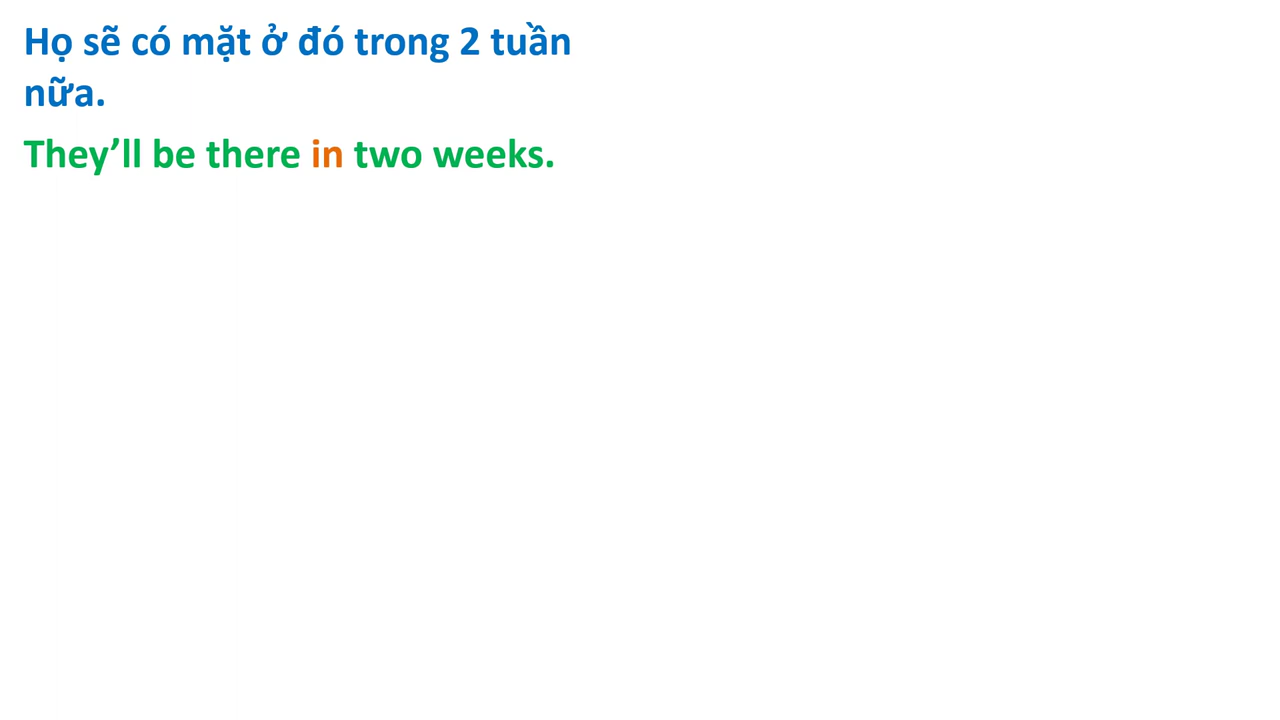 Họ sẽ có mặt ở đó trong 2 tuần
nữa.
They’ll be there in two weeks.